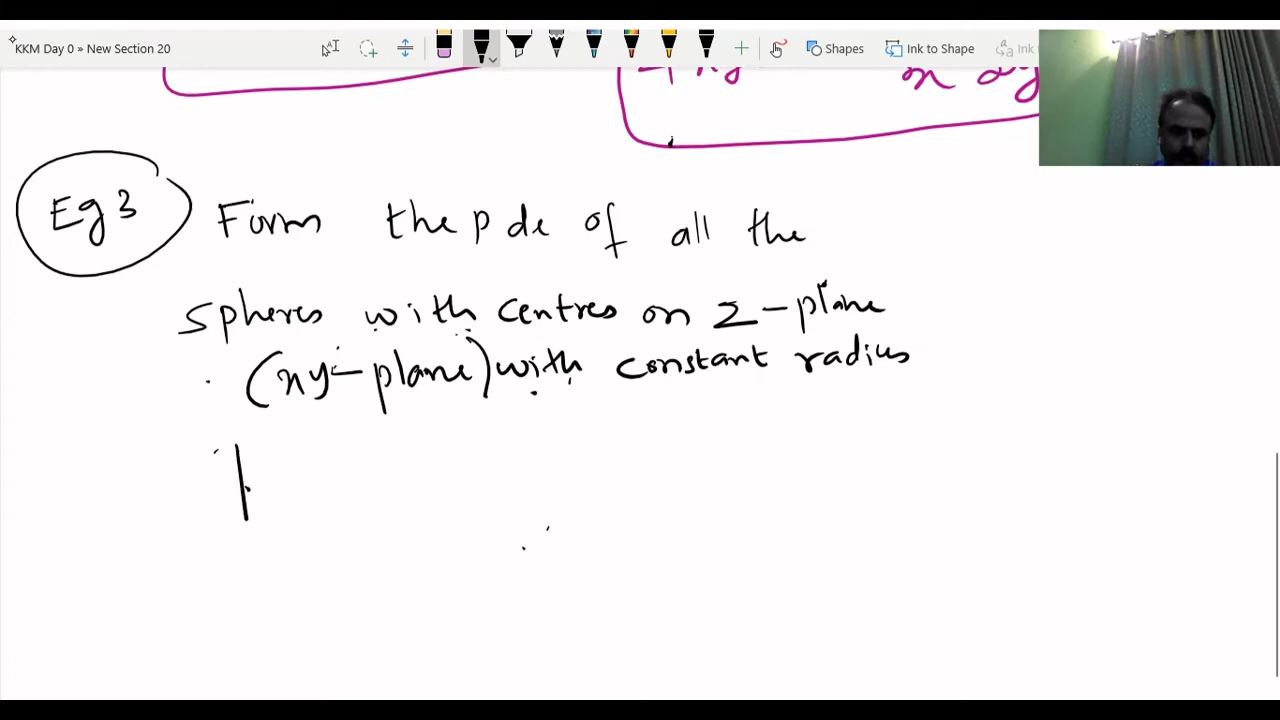 KKM Day 0 » New Section 20
Shapes
Ink to Shape
Ink
Eg 3
Form the pde of all the
spheres with centres on z-plane
(xy-plane) with constant radius